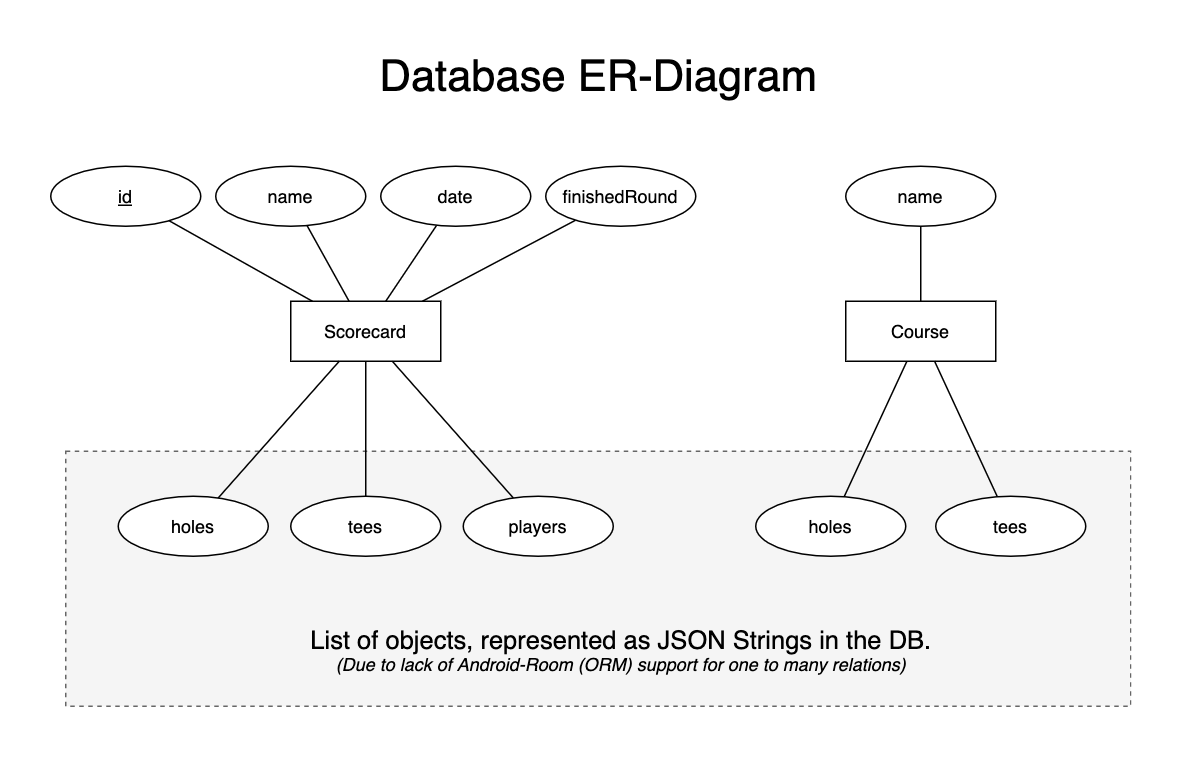 Database ER-Diagram
id
name
date
finishedRound
name
Scorecard
Course
holes
tees
players
holes
tees
List of objects, represented as JSON Strings in the DB.
(Due to lack of Android-Room (ORM) support for one to many relations)